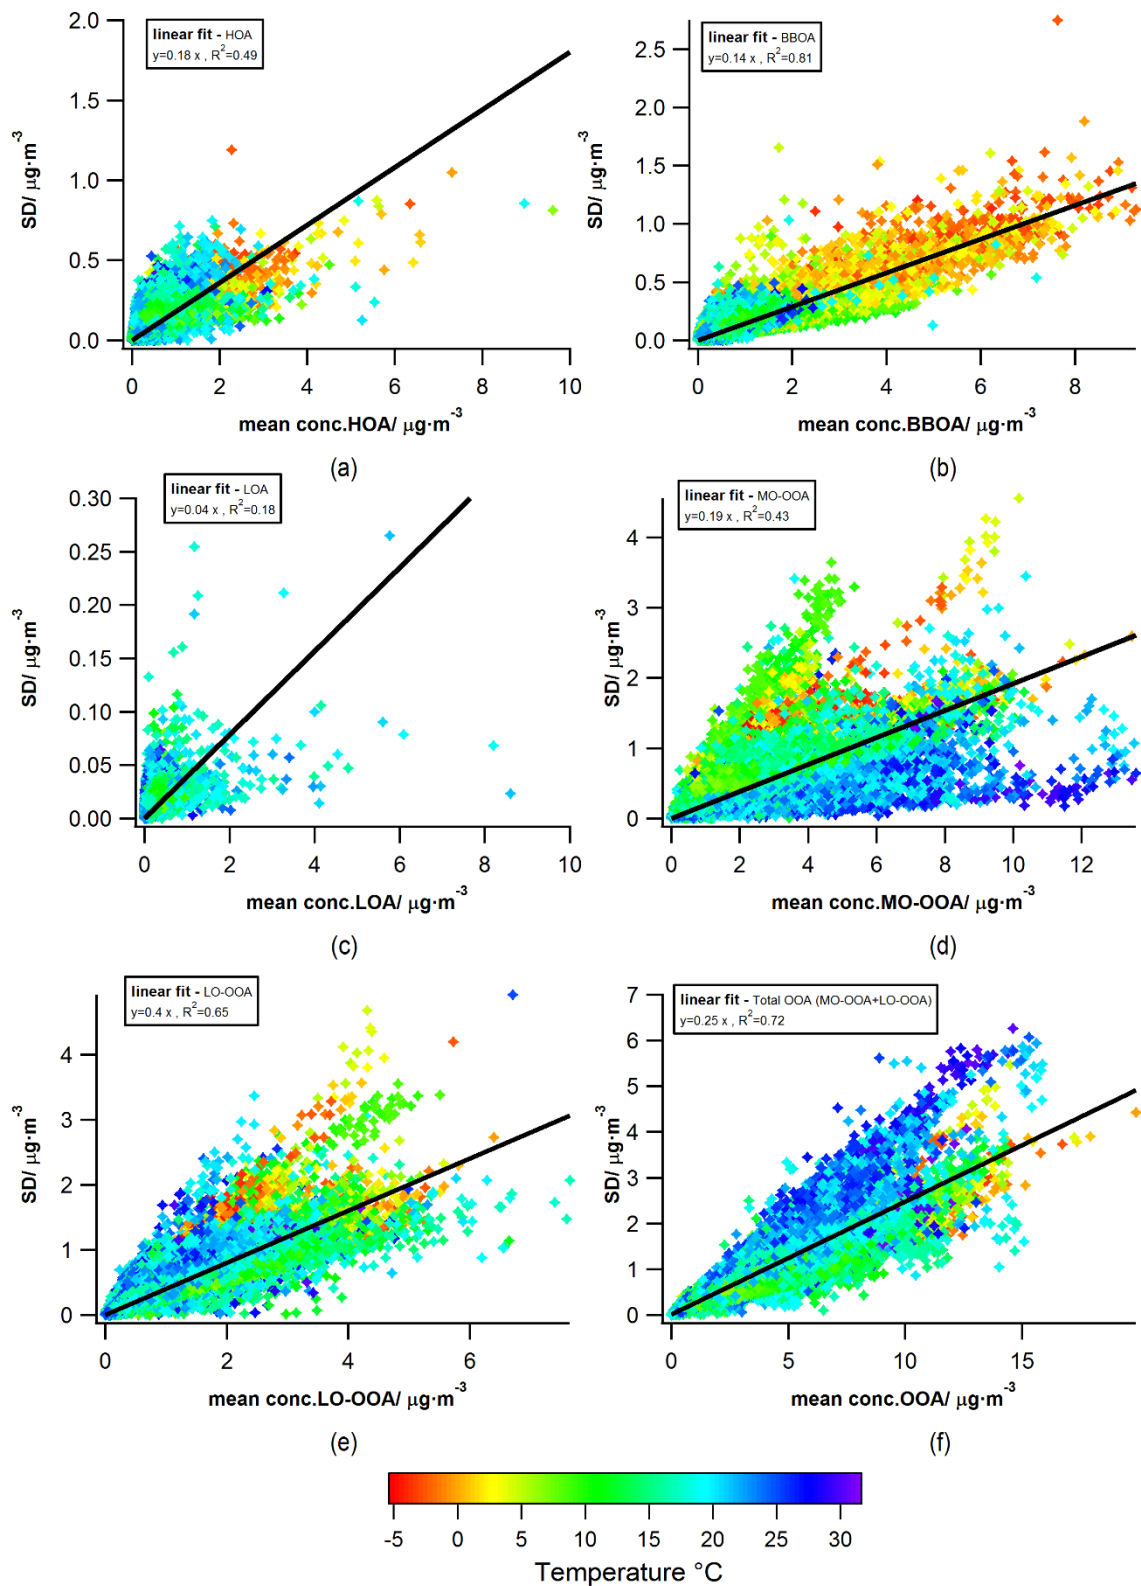 linear fit - HOA
y=0.18 x , R²=0.49
2.0
1.5
1.0
0.5
0.0
SD/ μg·m⁻³
0 2 4 6 8 10
mean conc.HOA/ μg·m⁻³
(a)
linear fit - BBOA
y=0.14 x , R²=0.81
2.5
2.0
1.5
1.0
0.5
0.0
SD/ μg·m⁻³
0 2 4 6 8
mean conc.BBOA/ μg·m⁻³
(b)
linear fit - LOA
y=0.04 x , R²=0.18
0.30
0.25
0.20
0.15
0.10
0.05
0.00
SD/ μg·m⁻³
0 2 4 6 8 10
mean conc.LOA/ μg·m⁻³
(c)
linear fit - MO-OOA
y=0.19 x , R²=0.43
4
3
2
1
0
SD/ μg·m⁻³
0 2 4 6 8 10 12
mean conc.MO-OOA/ μg·m⁻³
(d)
linear fit - LO-OOA
y=0.4 x , R²=0.65
4
3
2
1
0
SD/ μg·m⁻³
0 2 4 6
mean conc.LO-OOA/ μg·m⁻³
(e)
linear fit - Total OOA (MO-OOA+LO-OOA)
y=0.25 x , R²=0.72
7
6
5
4
3
2
1
0
SD/ μg·m⁻³
0 5 10 15
mean conc.OOA/ μg·m⁻³
(f)
-5 0 5 10 15 20 25 30
Temperature °C